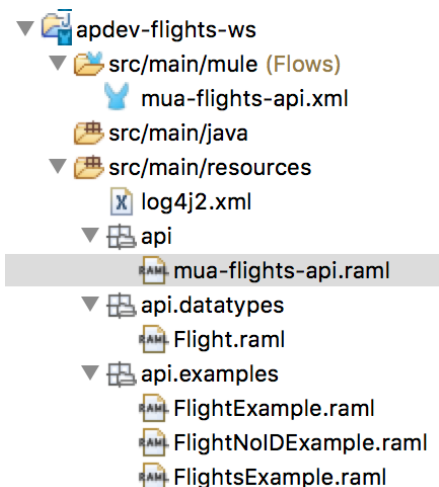 apdev-flights-ws
src/main/mule (Flows)
mua-flights-api.xml
src/main/java
src/main/resources
log4j2.xml
api
mua-flights-api.raml
api.datatypes
Flight.raml
api.examples
FlightExample.raml
FlightNoIDExample.raml
FlightsExample.raml